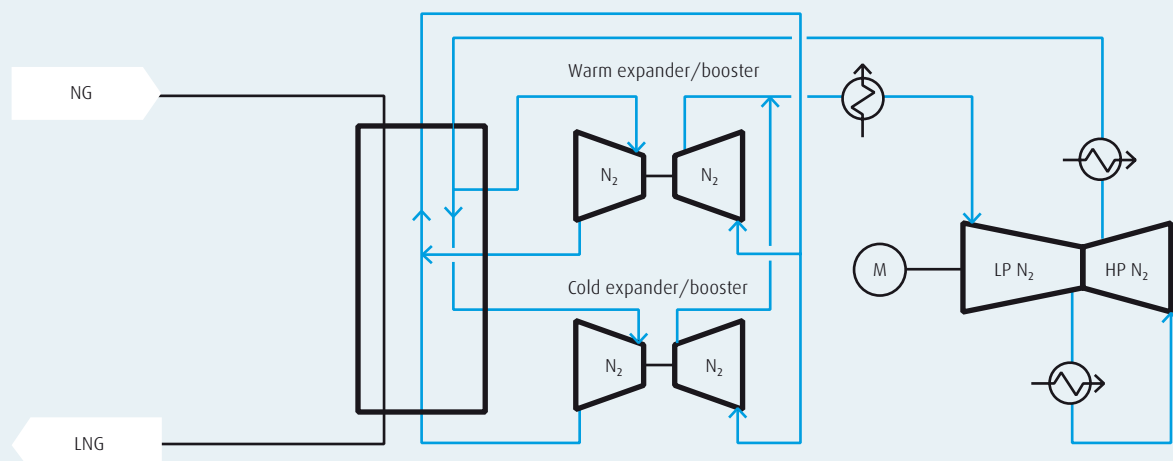 Warm expander/booster
NG
N₂
N₂
M
LP N₂
HP N₂
Cold expander/booster
N₂
N₂
LNG